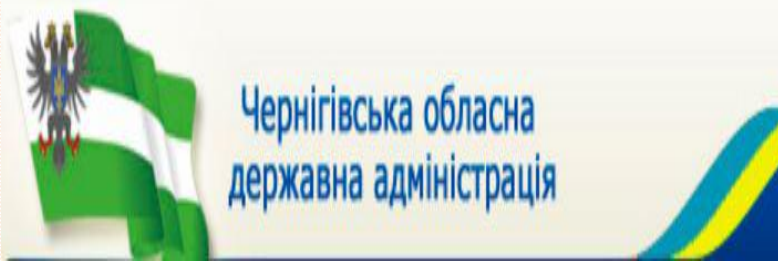 Чернігівська обласна
державна адміністрація